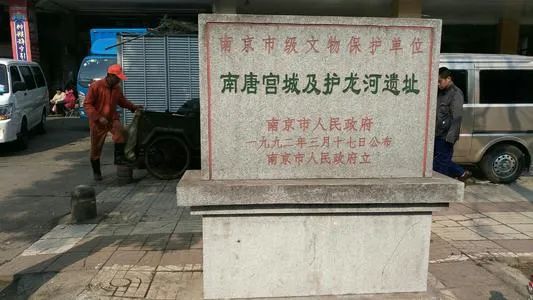 南京市级文物保护单位
南唐宫城及护龙河遗址
南京市人民政府
一九九二年三月十七日公布
南京市人民政府立